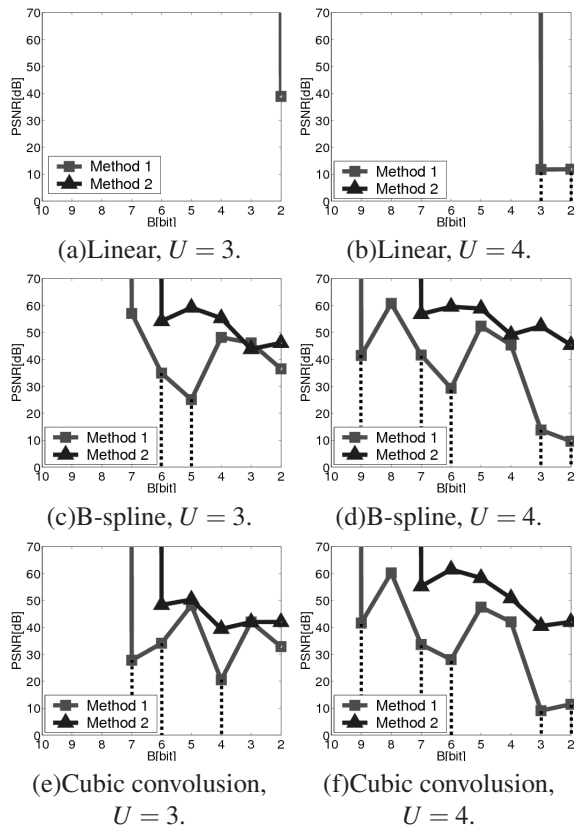 70 70
60 60
50 50
40 40
30 30
20 20
10 10
0 0
PSNR[dB] PSNR[dB]
Method 1 Method 1
Method 2 Method 2
10 9 8 7 6 5 4 3 2 10 9 8 7 6 5 4 3 2
B[bit] B[bit]
(a)Linear, U = 3. (b)Linear, U = 4.
70 70
60 60
50 50
40 40
30 30
20 20
10 10
0 0
PSNR[dB] PSNR[dB]
Method 1 Method 1
Method 2 Method 2
10 9 8 7 6 5 4 3 2 10 9 8 7 6 5 4 3 2
B[bit] B[bit]
(c)B-spline, U = 3. (d)B-spline, U = 4.
70 70
60 60
50 50
40 40
30 30
20 20
10 10
0 0
PSNR[dB] PSNR[dB]
Method 1 Method 1
Method 2 Method 2
10 9 8 7 6 5 4 3 2 10 9 8 7 6 5 4 3 2
B[bit] B[bit]
(e)Cubic convolusion, (f)Cubic convolusion,
U = 3. U = 4.